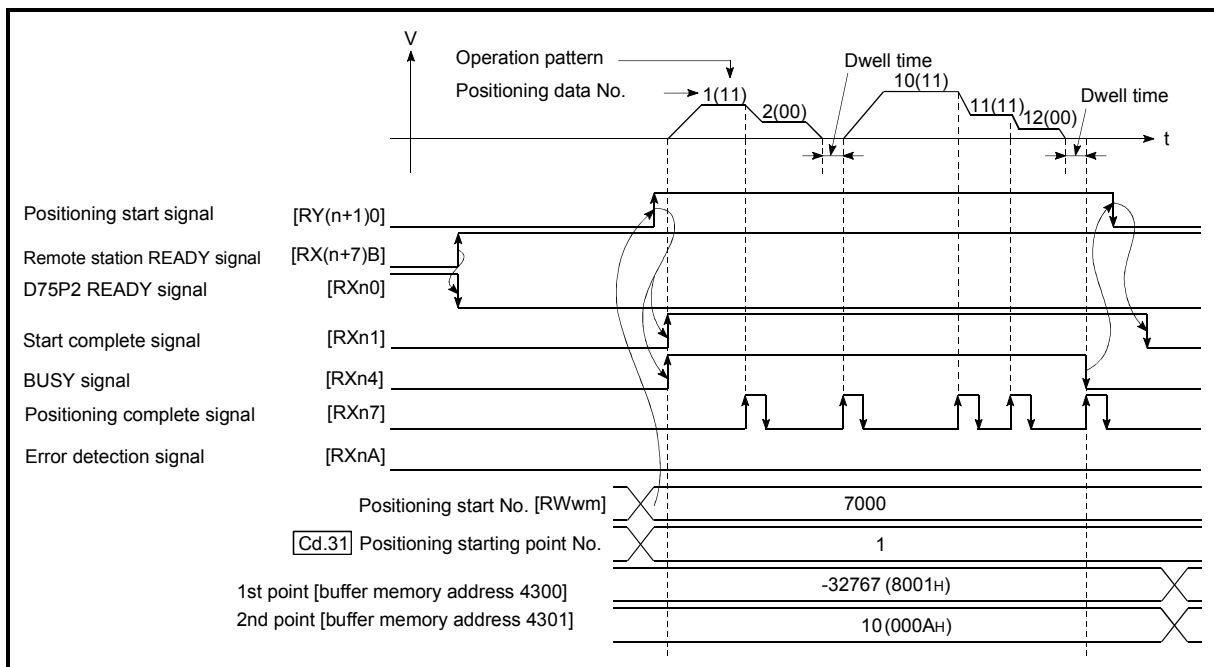 V
Operation pattern
Positioning data No.
Dwell time
1(11)
2(00)
10(11)
11(11)
12(00)
Dwell time
t
Positioning start signal [RY(n+1)0]
Remote station READY signal [RX(n+7)B]
D75P2 READY signal [RXn0]
Start complete signal [RXn1]
BUSY signal [RXn4]
Positioning complete signal [RXn7]
Error detection signal [RXnA]
Positioning start No. [RWwm] 7000
Cd.31 Positioning starting point No. 1
1st point [buffer memory address 4300] -32767 (8001H)
2nd point [buffer memory address 4301] 10 (000AH)